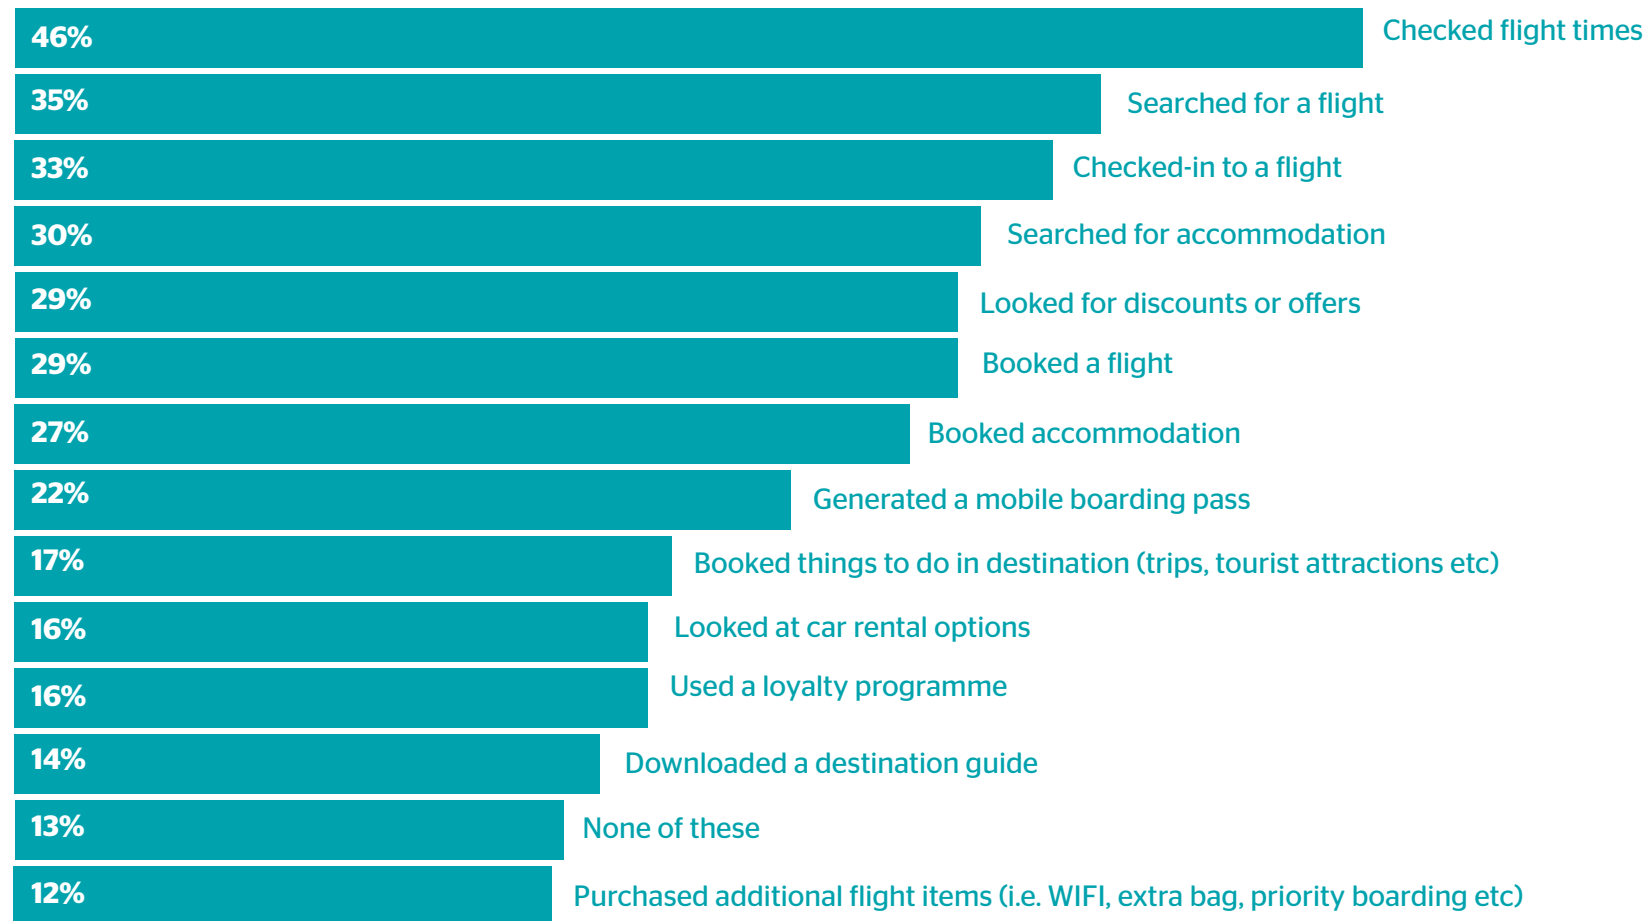 46% Checked flight times
35% Searched for a flight
33% Checked-in to a flight
30% Searched for accommodation
29% Looked for discounts or offers
29% Booked a flight
27% Booked accommodation
22% Generated a mobile boarding pass
17% Booked things to do in destination (trips, tourist attractions etc)
16% Looked at car rental options
16% Used a loyalty programme
14% Downloaded a destination guide
13% None of these
12% Purchased additional flight items (i.e. WIFI, extra bag, priority boarding etc)